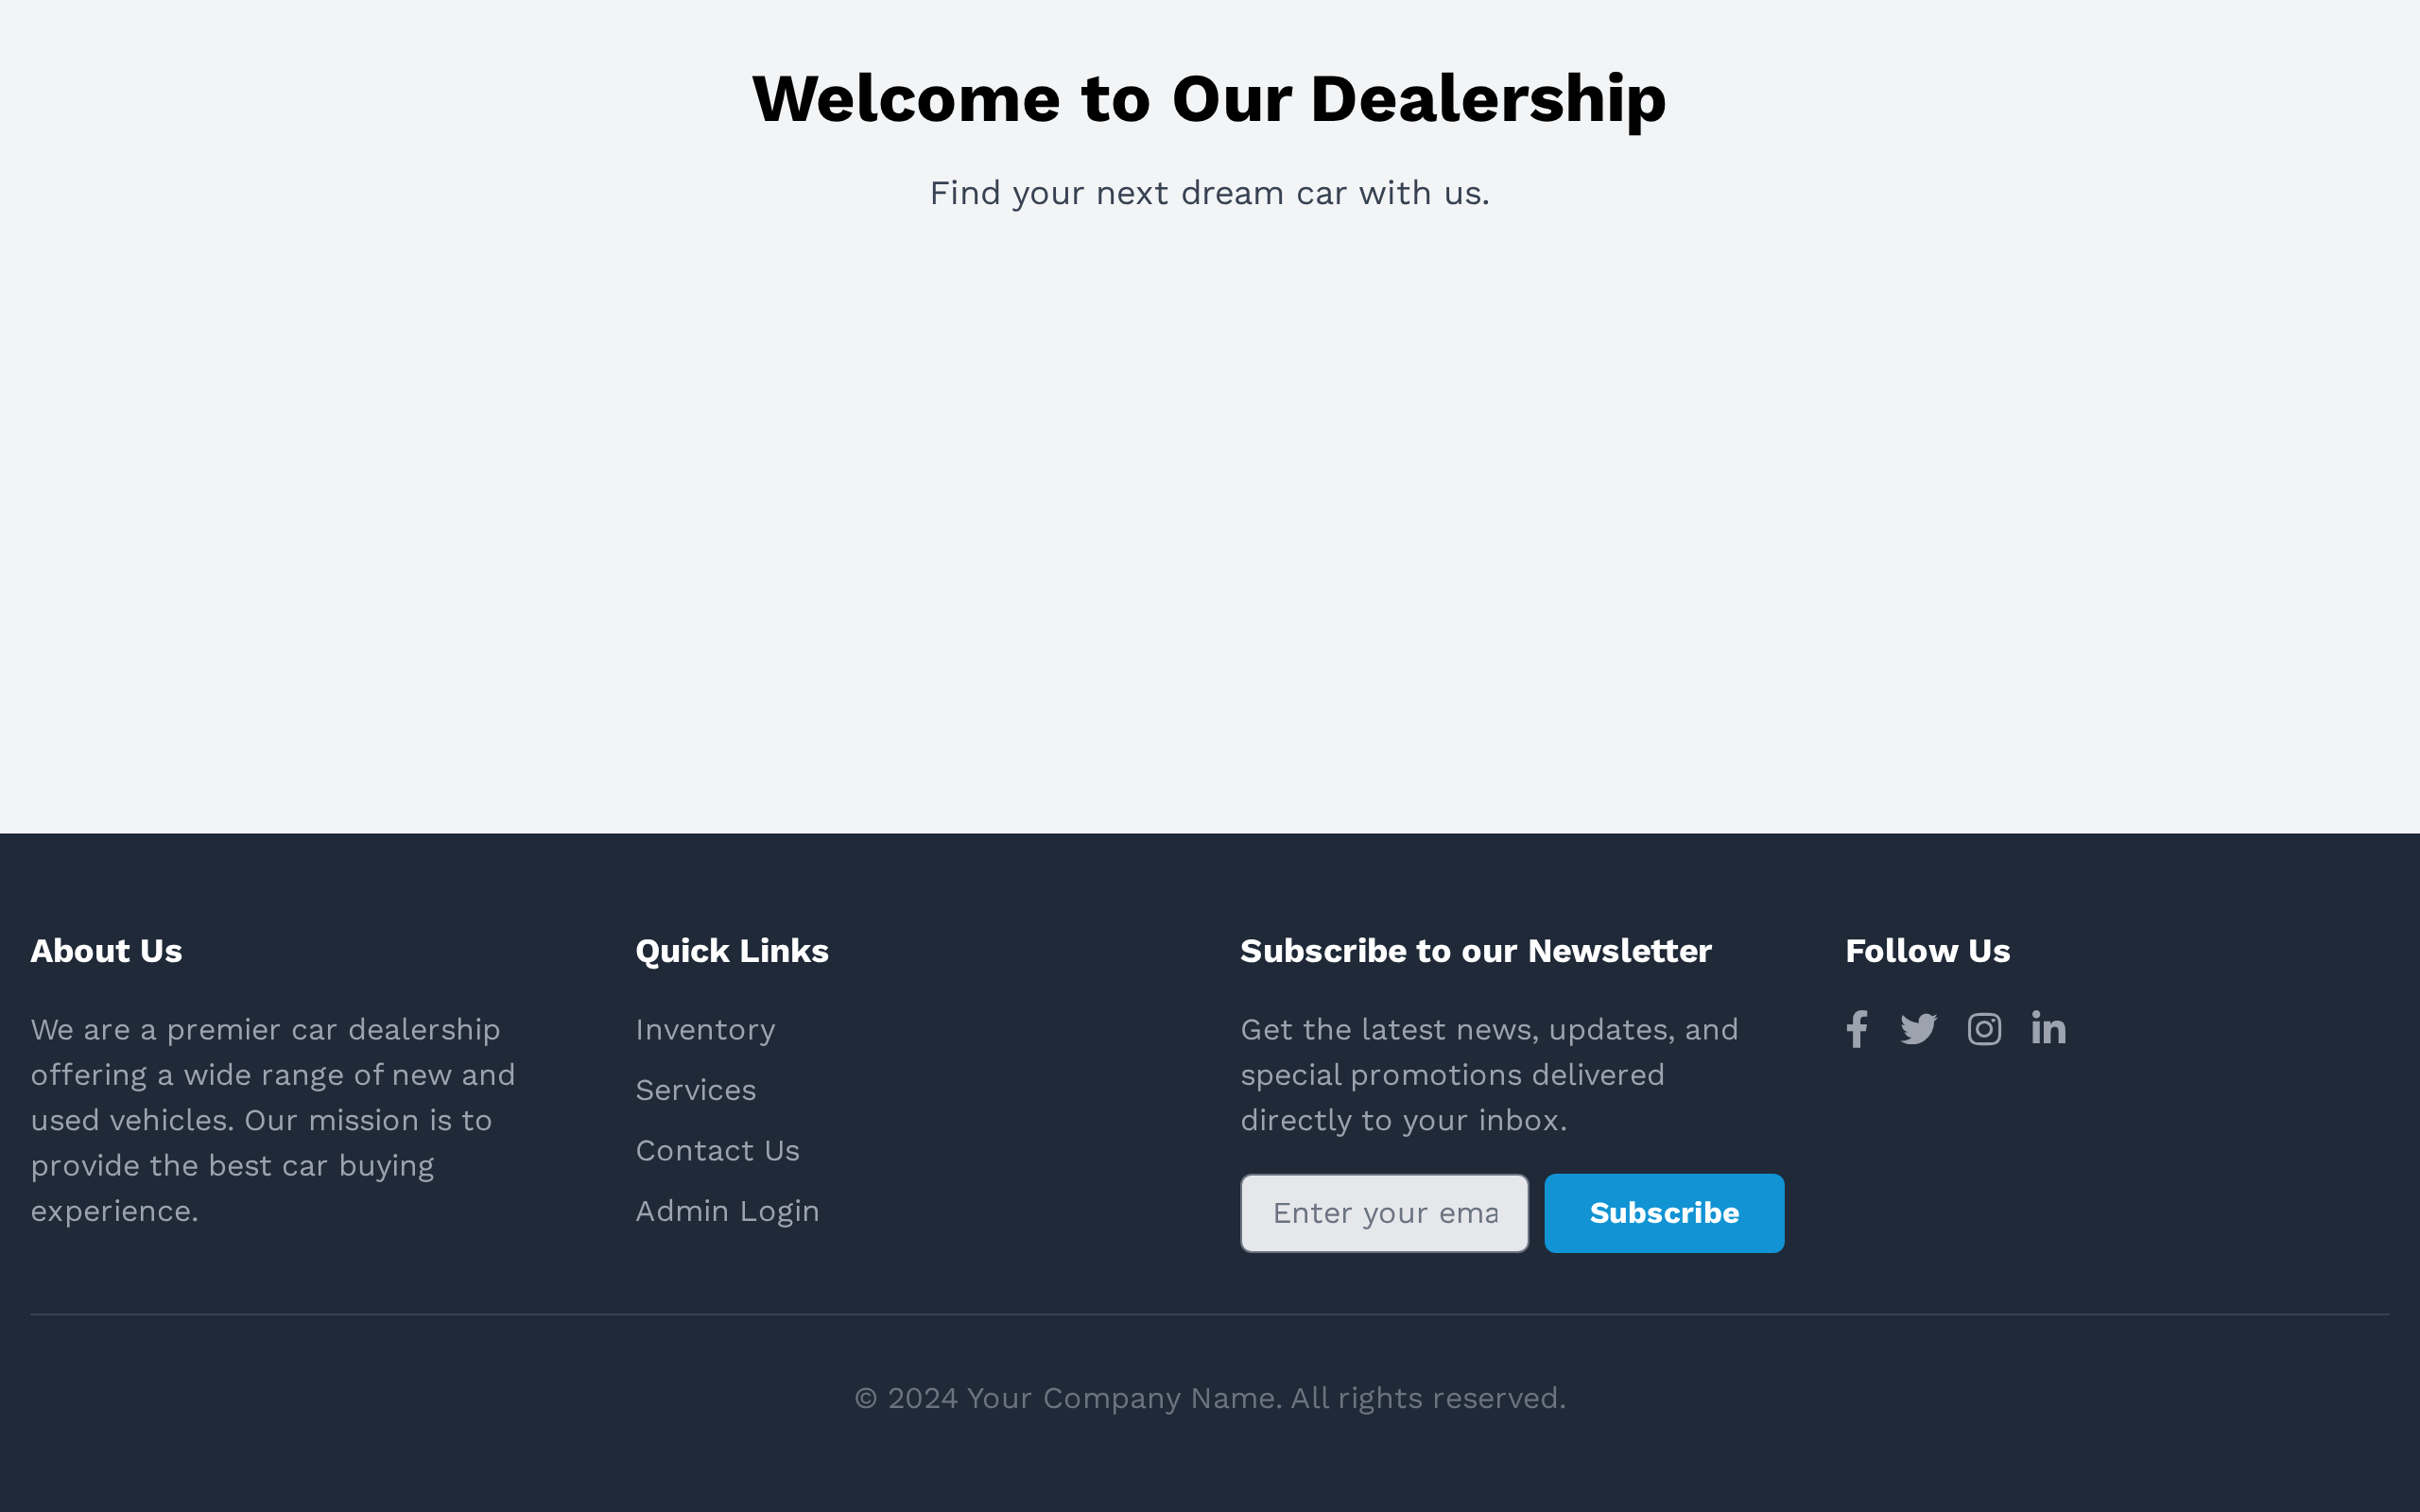 Welcome to Our Dealership
Find your next dream car with us.
About Us
We are a premier car dealership
offering a wide range of new and
used vehicles. Our mission is to
provide the best car buying
experience.
Quick Links
Inventory
Services
Contact Us
Admin Login
Subscribe to our Newsletter
Get the latest news, updates, and
special promotions delivered
directly to your inbox.
Enter your ema
Subscribe
Follow Us
© 2024 Your Company Name. All rights reserved.